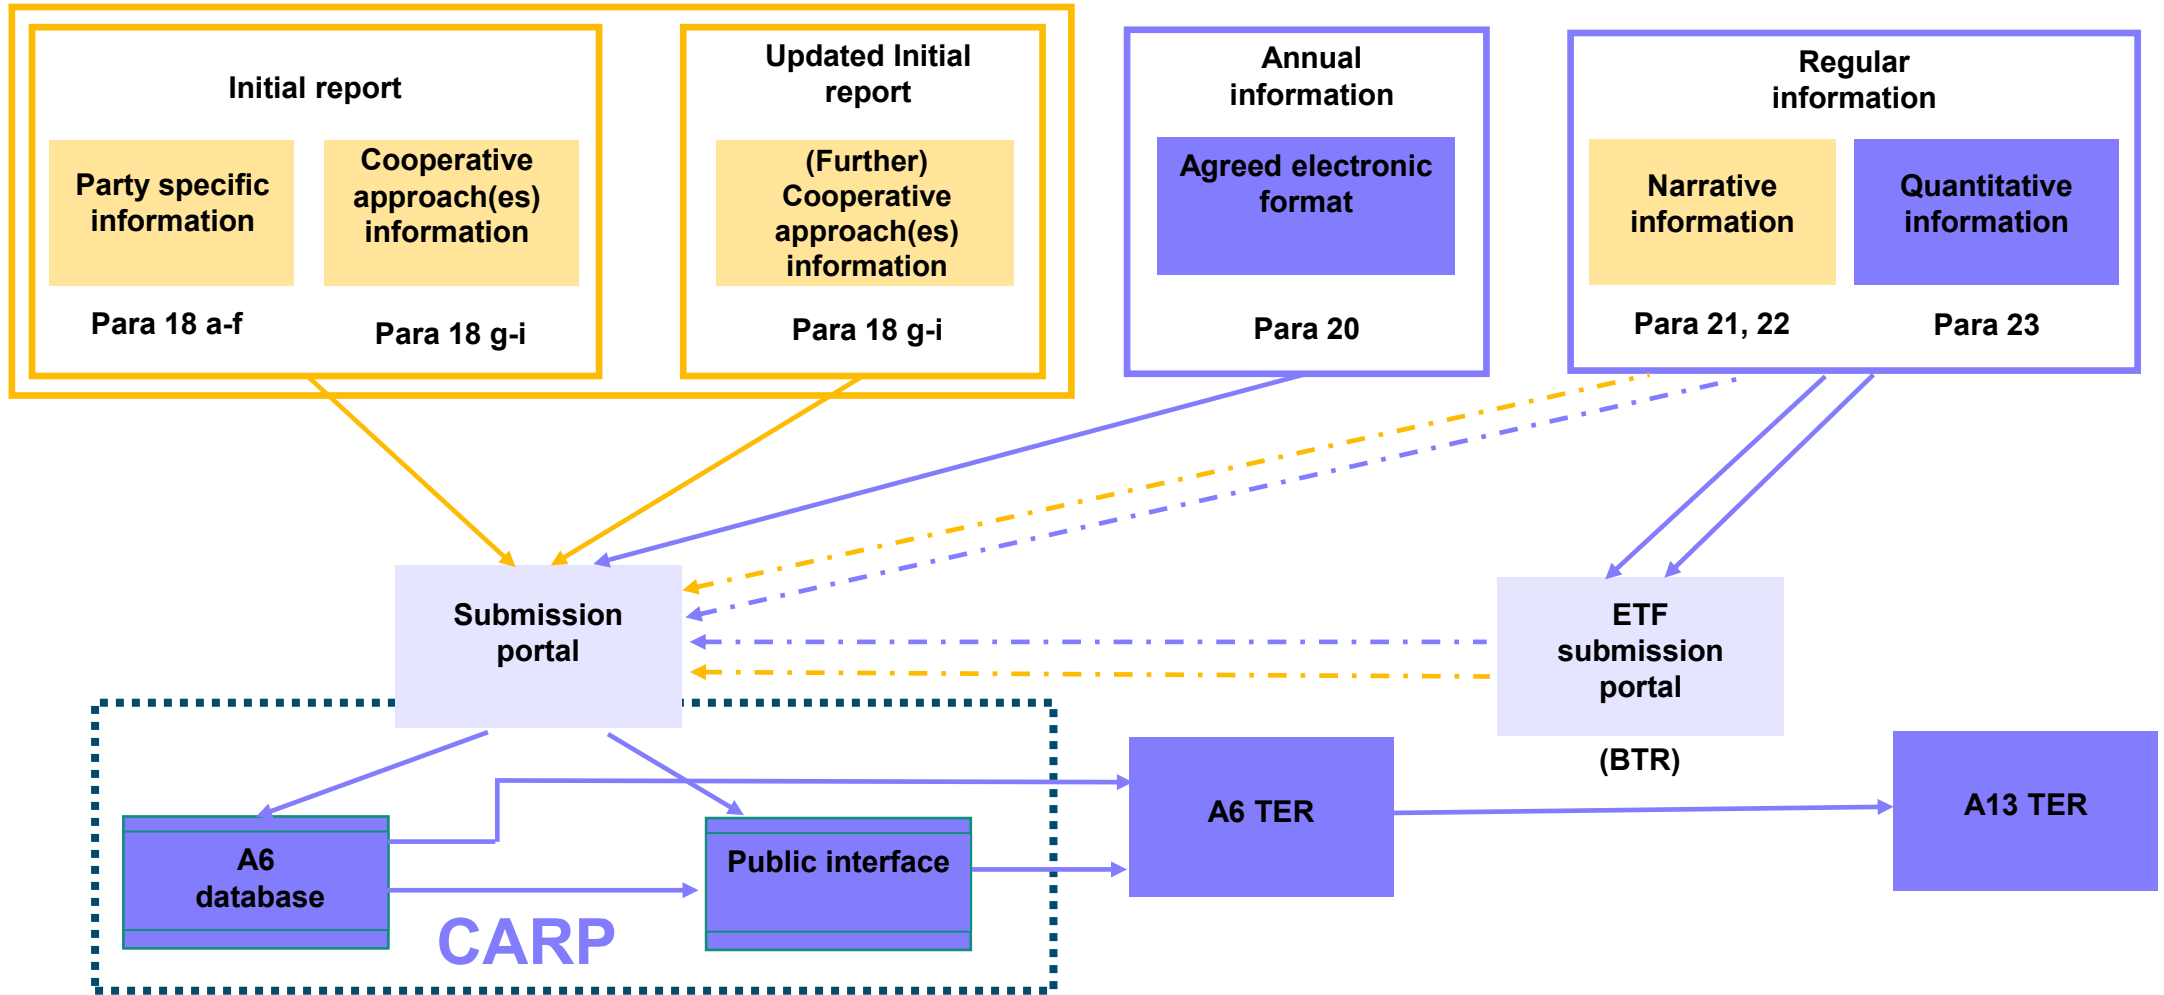 Initial report
Party specific
information
Cooperative
approach(es)
information
Para 18 a-f
Para 18 g-i
Updated Initial
report
(Further)
Cooperative
approach(es)
information
Para 18 g-i
Annual
information
Agreed electronic
format
Para 20
Regular
information
Narrative
information
Quantitative
information
Para 21, 22
Para 23
Submission
portal
ETF
submission
portal
(BTR)
A6
database
Public interface
CARP
A6 TER
A13 TER